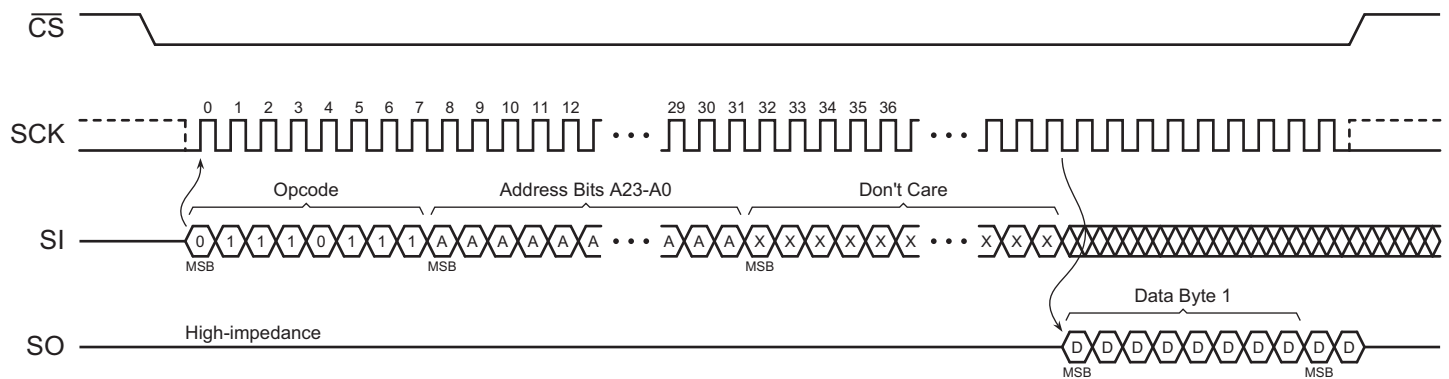 CS
0 1 2 3 4 5 6 7 8 9 10 11 12 29 30 31 32 33 34 35 36
SCK
Opcode Address Bits A23-A0 Don't Care
SI 0 1 1 1 0 1 1 1 A A A A A A A A A X X X X X X X X X
MSB MSB MSB
Data Byte 1
High-impedance
SO D D D D D D D D D D
MSB MSB